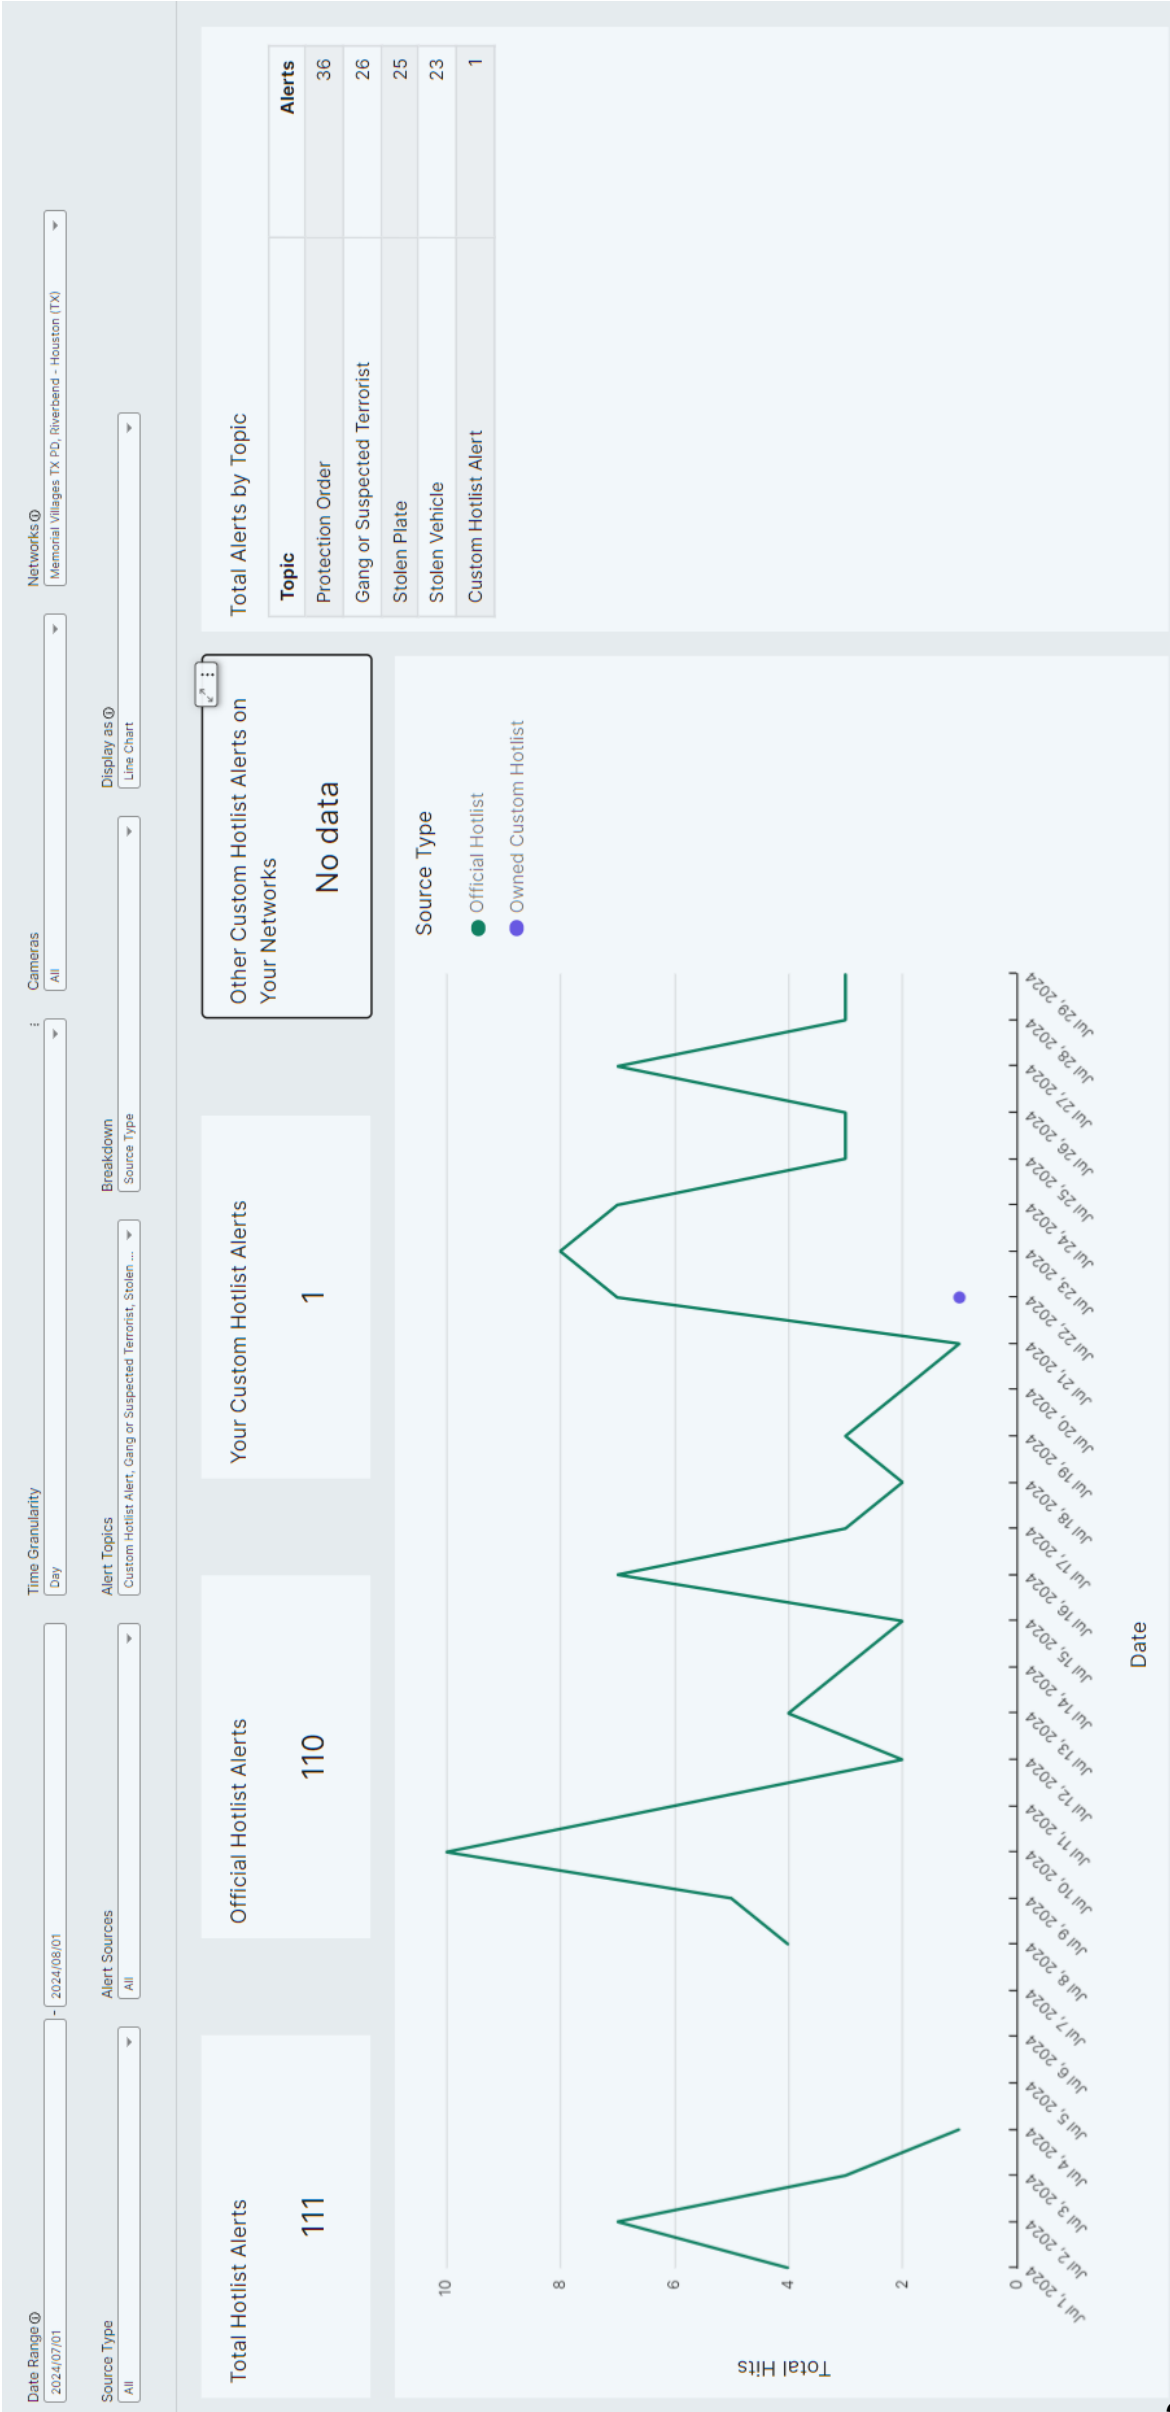 Date Range
2024/07/01 - 2024/08/01
Time Granularity
Day
Cameras
All
Networks
Memorial Villages TX PD, Riverbend - Houston (TX)
Source Type
All
Alert Sources
All
Alert Topics
Custom Hotlist Alert, Gang or Suspected Terrorist, Stolen ...
Breakdown
Source Type
Display as
Line Chart
Total Hotlist Alerts
111
Official Hotlist Alerts
110
Your Custom Hotlist Alerts
1
Other Custom Hotlist Alerts on
Your Networks
No data
Total Alerts by Topic
Topic Alerts
Protection Order 36
Gang or Suspected Terrorist 26
Stolen Plate 25
Stolen Vehicle 23
Custom Hotlist Alert 1
Source Type
Official Hotlist
Owned Custom Hotlist
Total Hits
10
8
6
4
2
0
Jul 1, 2024
Jul 2, 2024
Jul 3, 2024
Jul 4, 2024
Jul 5, 2024
Jul 6, 2024
Jul 7, 2024
Jul 8, 2024
Jul 9, 2024
Jul 10, 2024
Jul 11, 2024
Jul 12, 2024
Jul 13, 2024
Jul 14, 2024
Jul 15, 2024
Jul 16, 2024
Jul 17, 2024
Jul 18, 2024
Jul 19, 2024
Jul 20, 2024
Jul 21, 2024
Jul 22, 2024
Jul 23, 2024
Jul 24, 2024
Jul 25, 2024
Jul 26, 2024
Jul 27, 2024
Jul 28, 2024
Jul 29, 2024
Date